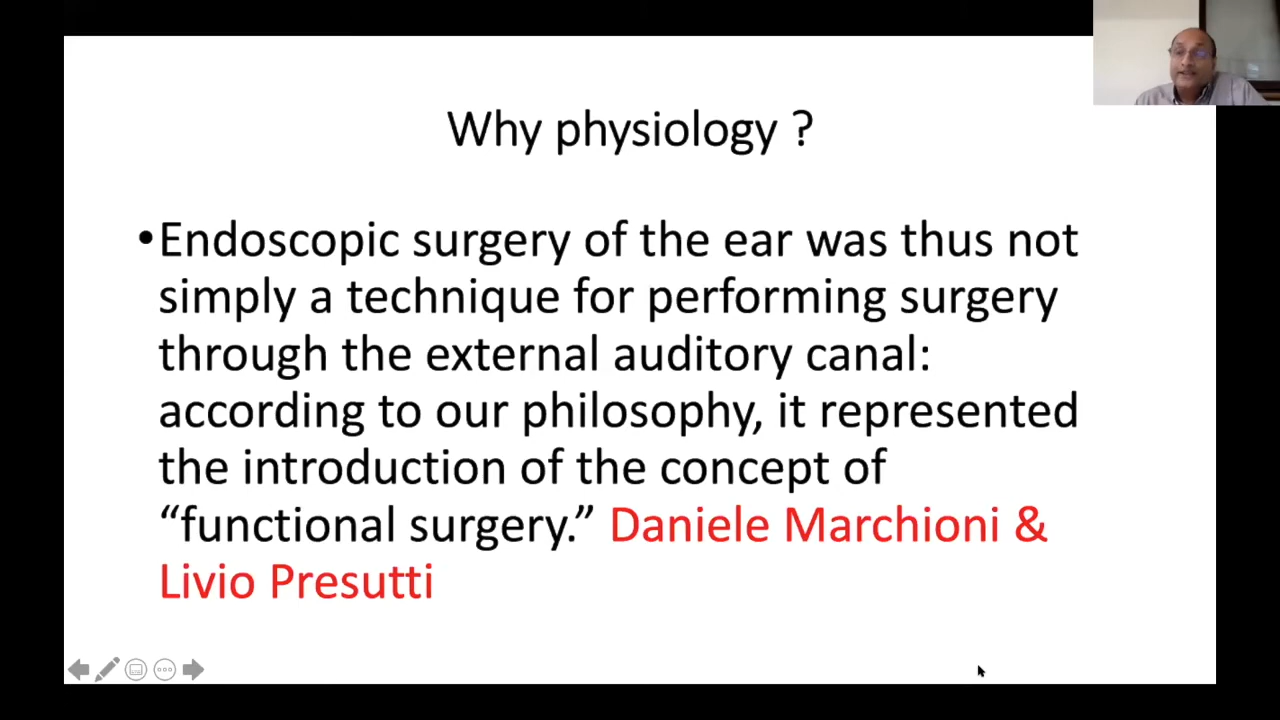 Why physiology ?
•Endoscopic surgery of the ear was thus not
simply a technique for performing surgery
through the external auditory canal:
according to our philosophy, it represented
the introduction of the concept of
“functional surgery.” Daniele Marchioni &
Livio Presutti